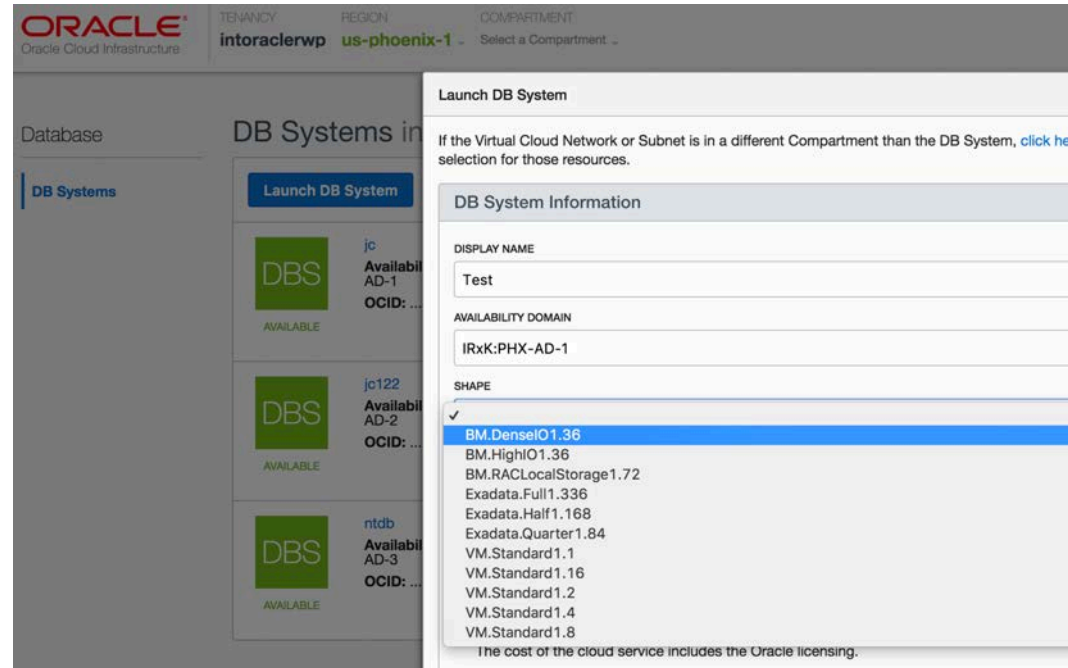 ORACLE®
Oracle Cloud Infrastructure
TENANCY
intoraclerwp
REGION
us-phoenix-1
COMPARTMENT
Select a Compartment
Database
DB Systems
DB Systems in
Launch DB System
DBS
AVAILABLE
jc
Availabil
AD-1
OCID: ...
DBS
AVAILABLE
jc122
Availabil
AD-2
OCID: ...
DBS
AVAILABLE
ntdb
Availabil
AD-3
OCID: ...
Launch DB System
If the Virtual Cloud Network or Subnet is in a different Compartment than the DB System, click he
selection for those resources.
DB System Information
DISPLAY NAME
Test
AVAILABILITY DOMAIN
IRxK:PHX-AD-1
SHAPE
BM.DenseIO1.36
BM.HighIO1.36
BM.RACLocalStorage1.72
Exadata.Full1.336
Exadata.Half1.168
Exadata.Quarter1.84
VM.Standard1.1
VM.Standard1.16
VM.Standard1.2
VM.Standard1.4
VM.Standard1.8
The cost of the cloud service includes the Oracle licensing.